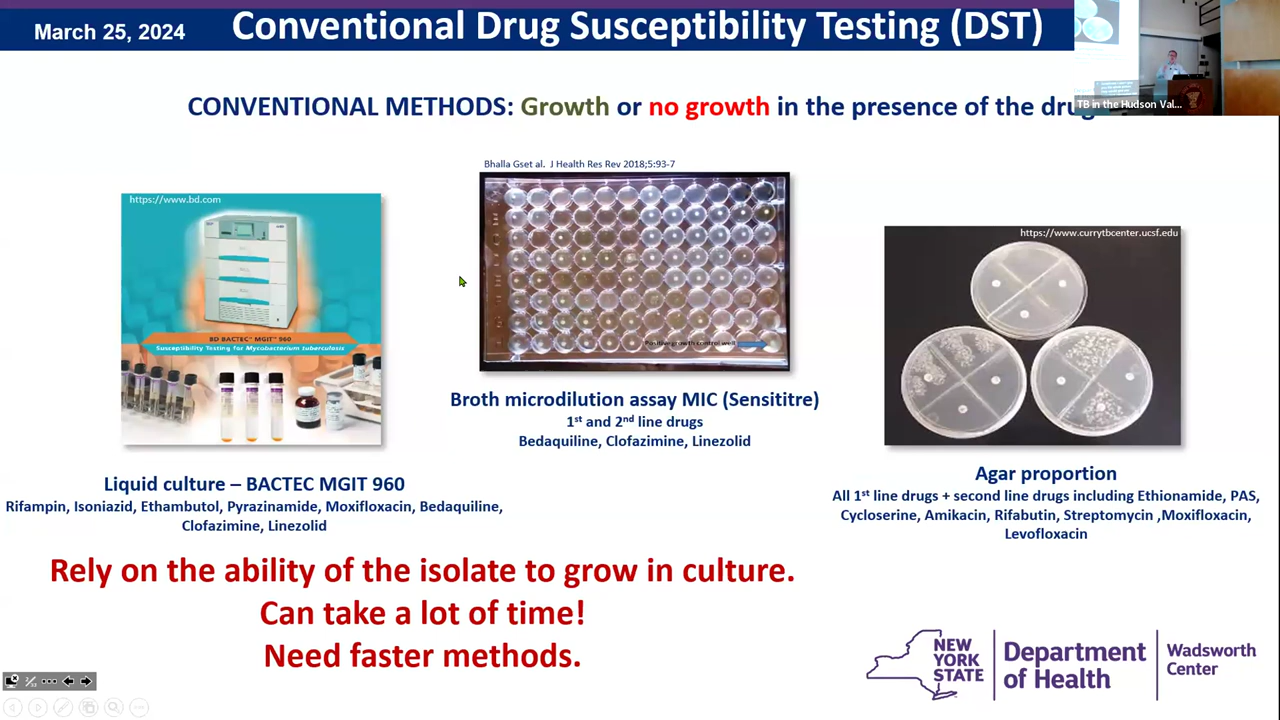 March 25, 2024
Conventional Drug Susceptibility Testing (DST)
TB in the Hudson Val...
CONVENTIONAL METHODS: Growth or no growth in the presence of the drug
Bhalla Gset al. J Health Res Rev 2018;5:93-7
https://www.bd.com
https://www.currytbcenter.ucsf.edu
BD BACTEC™ MGIT™ 960
Susceptibility Testing for Mycobacterium tuberculosis
Positive growth control well
Broth microdilution assay MIC (Sensititre)
1st and 2nd line drugs
Bedaquiline, Clofazimine, Linezolid
Liquid culture – BACTEC MGIT 960
Rifampin, Isoniazid, Ethambutol, Pyrazinamide, Moxifloxacin, Bedaquiline,
Clofazimine, Linezolid
Agar proportion
All 1st line drugs + second line drugs including Ethionamide, PAS,
Cycloserine, Amikacin, Rifabutin, Streptomycin ,Moxifloxacin,
Levofloxacin
Rely on the ability of the isolate to grow in culture.
Can take a lot of time!
Need faster methods.
NEW
YORK
STATE
Department
of Health
Wadsworth
Center